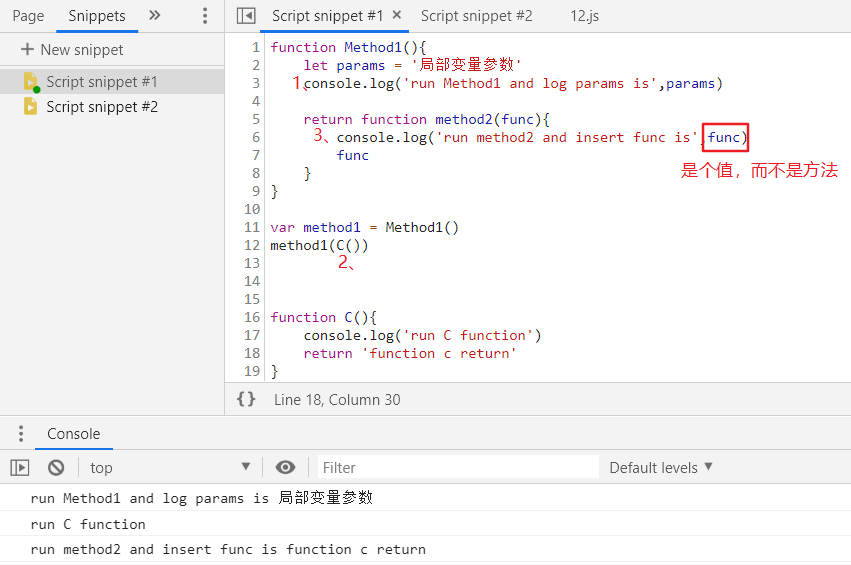 Page Snippets
Script snippet #1 × Script snippet #2 12.js
+ New snippet
Script snippet #1
Script snippet #2
1 function Method1(){
2 let params = '局部变量参数'
3 1、console.log('run Method1 and log params is',params)
4
5 return function method2(func){
6 3、console.log('run method2 and insert func is',func)
7 func
是个值，而不是方法
8 }
9 }
10
11 var method1 = Method1()
12 method1(C())
13 2、
14
15
16 function C(){
17 console.log('run C function')
18 return 'function c return'
19 }
{} Line 18, Column 30
Console
top Filter Default levels
run Method1 and log params is 局部变量参数
run C function
run method2 and insert func is function c return